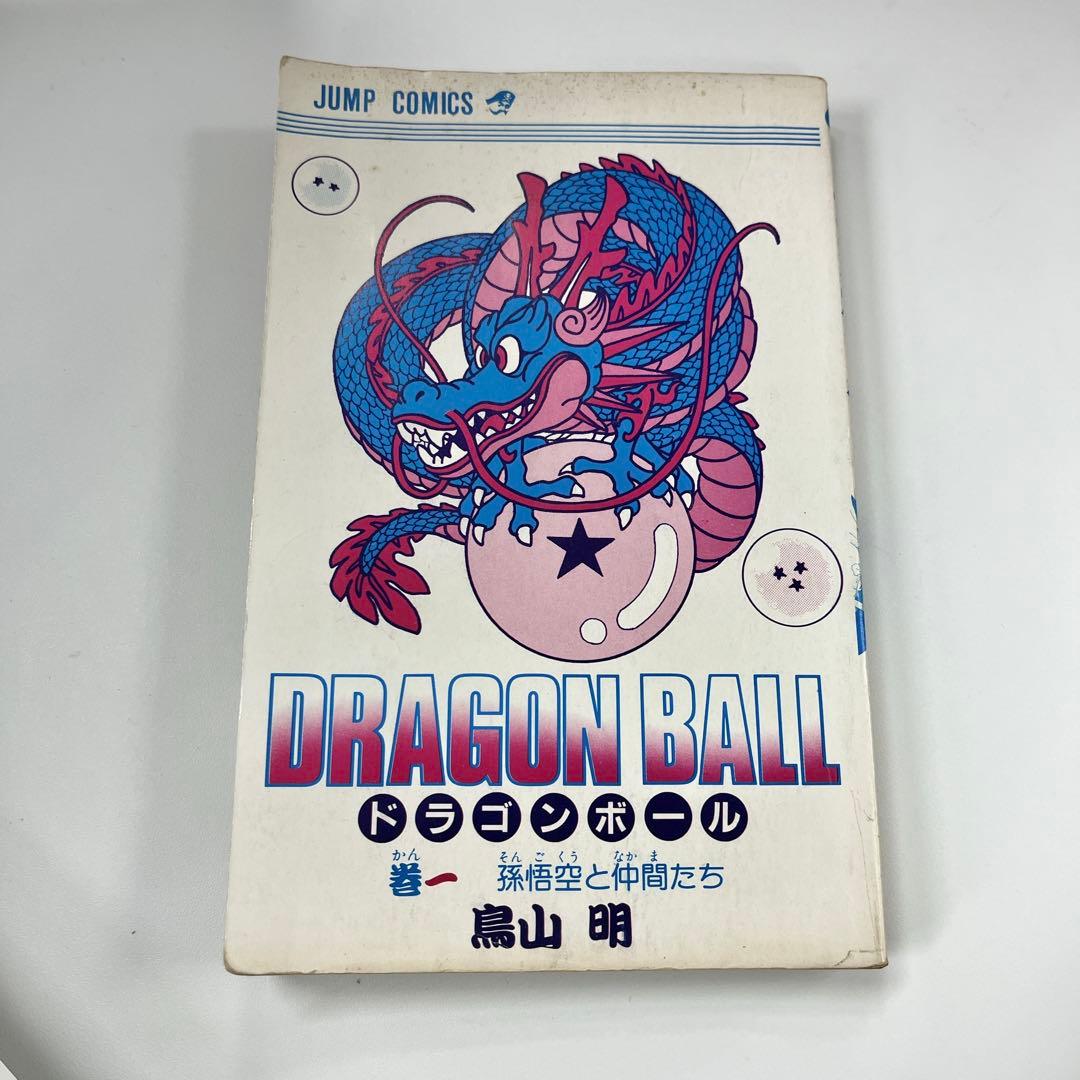 JUMP COMICS
DRAGON BALL
ドラゴンボール
かん そんごくう なかま
巻一 孫悟空と仲間たち
鳥山 明